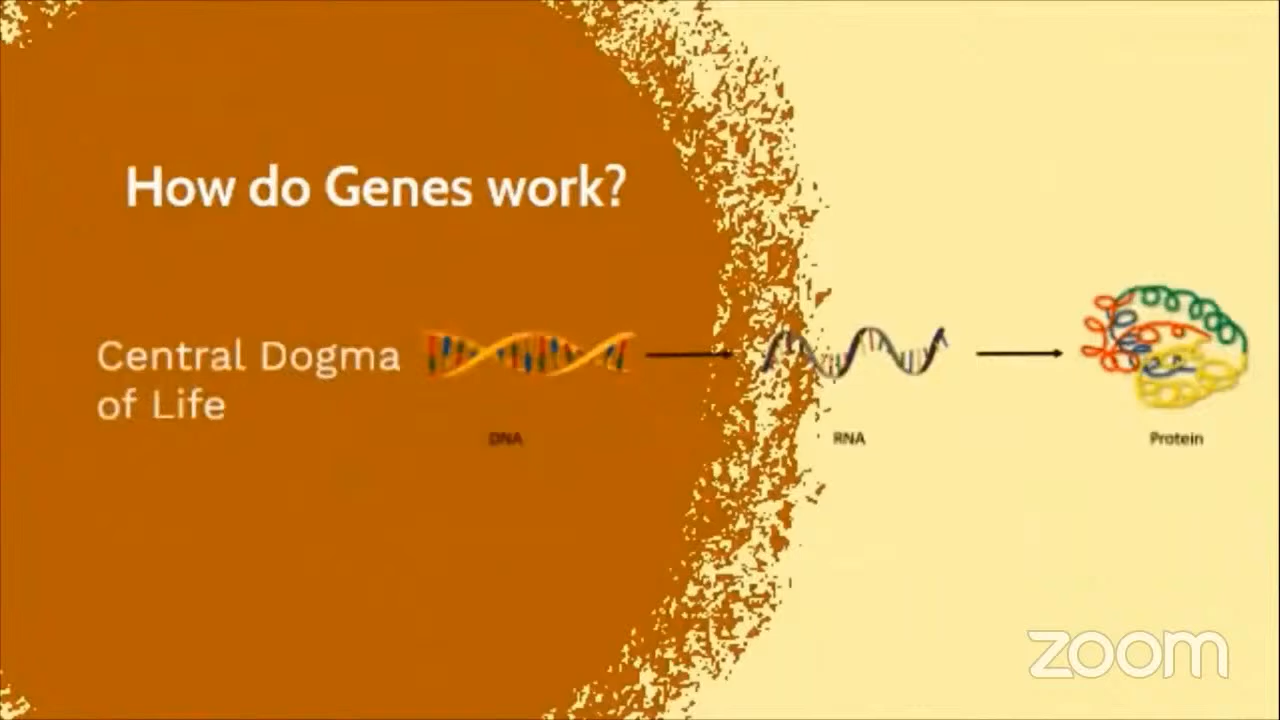 How do Genes work?
Central Dogma
of Life
DNA
RNA
Protein
zoom